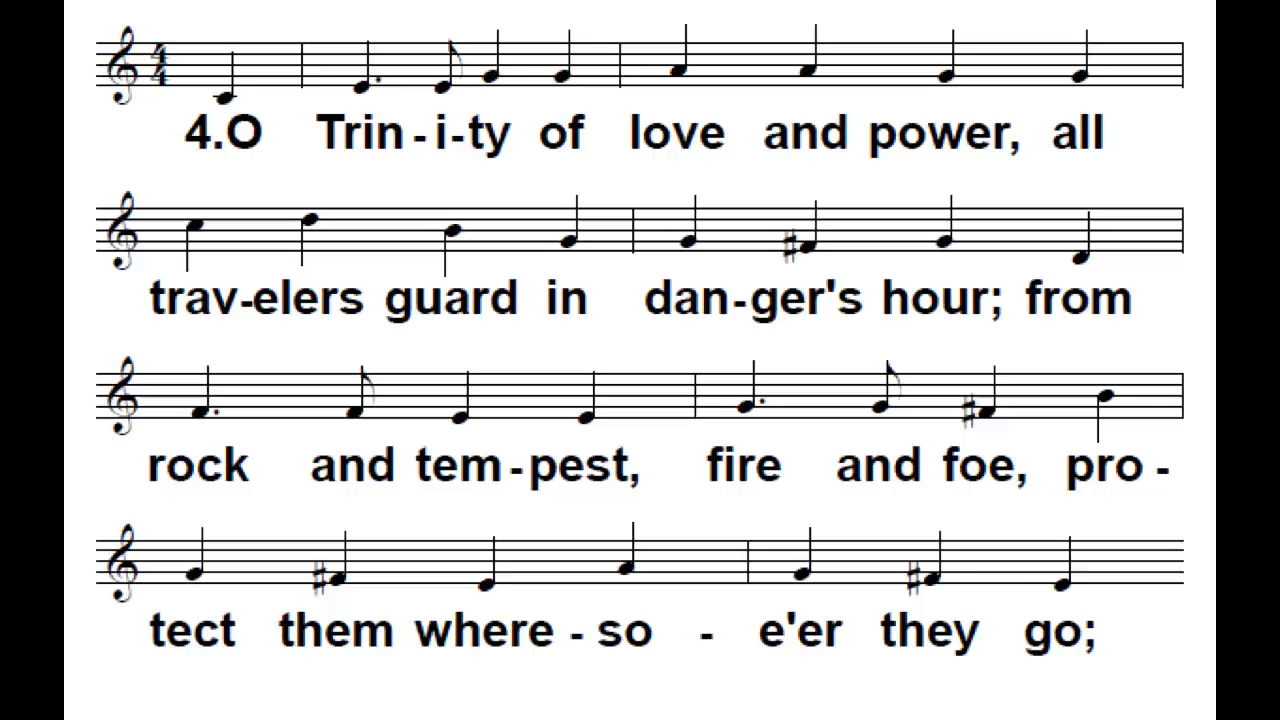 4.O Trin-i-ty of love and power, all
trav-elers guard in dan-ger's hour; from
rock and tem-pest, fire and foe, pro-
tect them where-so-e'er they go;